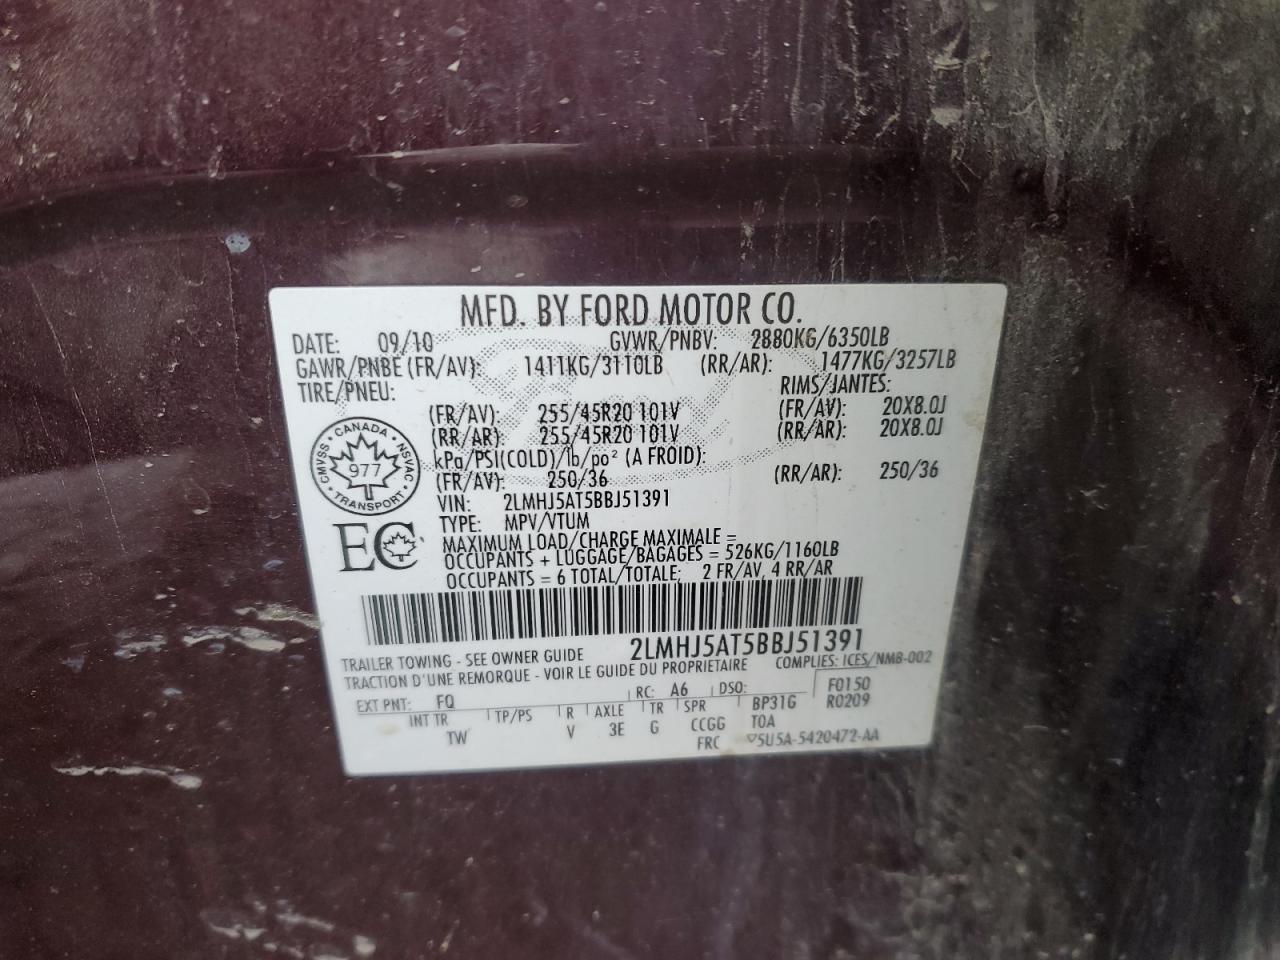 MFD. BY FORD MOTOR CO.
DATE: 09/10 GVWR/PNBV: 2880KG/6350LB
GAWR/PNBE (FR/AV): 1411KG/3110LB (RR/AR): 1477KG/3257LB
TIRE/PNEU: RIMS/JANTES:
(FR/AV): 255/45R20 101V (FR/AV): 20X8.0J
(RR/AR): 255/45R20 101V (RR/AR): 20X8.0J
kPa/PSI(COLD)/lb/po² (A FROID):
(FR/AV): 250/36 (RR/AR): 250/36
CANADA
CMVSS NSVAC
977
TRANSPORT
VIN: 2LMHJ5AT5BBJ51391
TYPE: MPV/VTUM
EC
MAXIMUM LOAD/CHARGE MAXIMALE =
OCCUPANTS + LUGGAGE/BAGAGES = 526KG/1160LB
OCCUPANTS = 6 TOTAL/TOTALE: 2 FR/AV, 4 RR/AR
2LMHJ5AT5BBJ51391
TRAILER TOWING - SEE OWNER GUIDE COMPLIES: ICES/NMB-002
TRACTION D'UNE REMORQUE - VOIR LE GUIDE DU PROPRIETAIRE
EXT PNT: FQ RC: A6 DSO: F0150
INT TR TP/PS R AXLE TR SPR BP31G R0209
TW V 3E G CCGG TOA
FRC 5U5A-5420472-AA